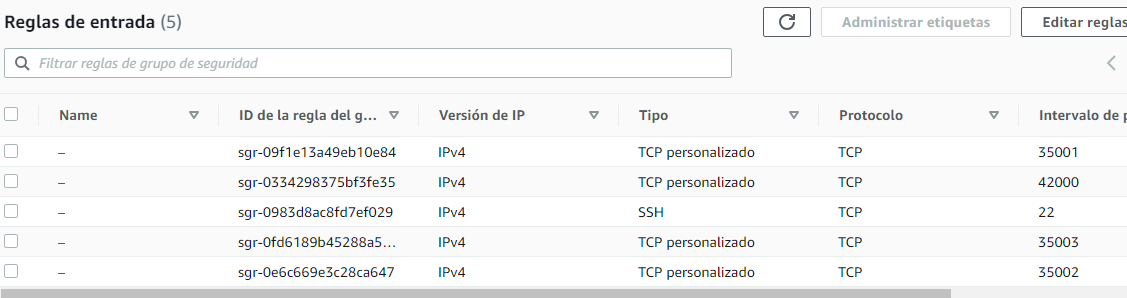 Reglas de entrada (5)
Administrar etiquetas
Editar reglas
Filtrar reglas de grupo de seguridad
Name ID de la regla del g... Versión de IP Tipo Protocolo Intervalo de p
– sgr-09f1e13a49eb10e84 IPv4 TCP personalizado TCP 35001
– sgr-0334298375bf3fe35 IPv4 TCP personalizado TCP 42000
– sgr-0983d8ac8fd7ef029 IPv4 SSH TCP 22
– sgr-0fd6189b45288a5... IPv4 TCP personalizado TCP 35003
– sgr-0e6c669e3c28ca647 IPv4 TCP personalizado TCP 35002